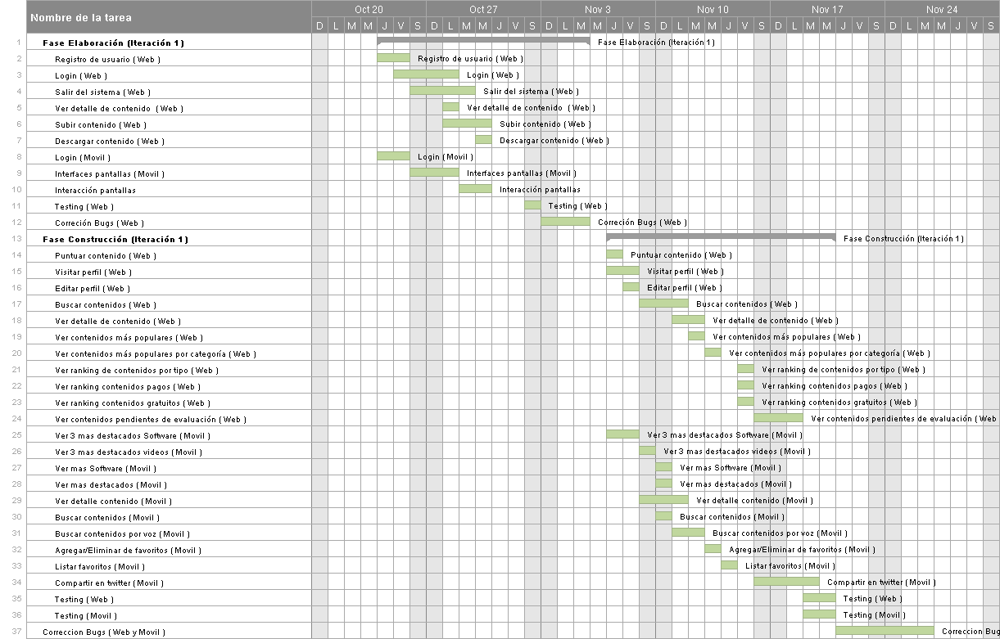 Nombre de la tarea Oct 20 Oct 27 Nov 3 Nov 10 Nov 17 Nov 24
D L M M J V S D L M M J V S D L M M J V S D L M M J V S D L M M J V S D L M M J V S
1 Fase Elaboración (Iteración 1) Fase Elaboración (Iteración 1)
2 Registro de usuario ( Web ) Registro de usuario ( Web )
3 Login ( Web ) Login ( Web )
4 Salir del sistema ( Web ) Salir del sistema ( Web )
5 Ver detalle de contenido ( Web ) Ver detalle de contenido ( Web )
6 Subir contenido ( Web ) Subir contenido ( Web )
7 Descargar contenido ( Web ) Descargar contenido ( Web )
8 Login ( Movil ) Login ( Movil )
9 Interfaces pantallas ( Movil ) Interfaces pantallas ( Movil )
10 Interacción pantallas Interacción pantallas
11 Testing ( Web ) Testing ( Web )
12 Correción Bugs ( Web ) Correción Bugs ( Web )
13 Fase Construcción (Iteración 1) Fase Construcción (Iteración 1)
14 Puntuar contenido ( Web ) Puntuar contenido ( Web )
15 Visitar perfil ( Web ) Visitar perfil ( Web )
16 Editar perfil ( Web ) Editar perfil ( Web )
17 Buscar contenidos ( Web ) Buscar contenidos ( Web )
18 Ver detalle de contenido ( Web ) Ver detalle de contenido ( Web )
19 Ver contenidos más populares ( Web ) Ver contenidos más populares ( Web )
20 Ver contenidos más populares por categoría ( Web ) Ver contenidos más populares por categoría ( Web )
21 Ver ranking de contenidos por tipo ( Web ) Ver ranking de contenidos por tipo ( Web )
22 Ver ranking contenidos pagos ( Web ) Ver ranking contenidos pagos ( Web )
23 Ver ranking contenidos gratuitos ( Web ) Ver ranking contenidos gratuitos ( Web )
24 Ver contenidos pendientes de evaluación ( Web ) Ver contenidos pendientes de evaluación ( Web
25 Ver 3 mas destacados Software ( Movil ) Ver 3 mas destacados Software ( Movil )
26 Ver 3 mas destacados videos ( Movil ) Ver 3 mas destacados videos ( Movil )
27 Ver mas Software ( Movil ) Ver mas Software ( Movil )
28 Ver mas destacados ( Movil ) Ver mas destacados ( Movil )
29 Ver detalle contenido ( Movil ) Ver detalle contenido ( Movil )
30 Buscar contenidos ( Movil ) Buscar contenidos ( Movil )
31 Buscar contenidos por voz ( Movil ) Buscar contenidos por voz ( Movil )
32 Agregar/Eliminar de favoritos ( Movil ) Agregar/Eliminar de favoritos ( Movil )
33 Listar favoritos ( Movil ) Listar favoritos ( Movil )
34 Compartir en twitter ( Movil ) Compartir en twitter ( Movil )
35 Testing ( Web ) Testing ( Web )
36 Testing ( Movil ) Testing ( Movil )
37 Correccion Bugs ( Web y Movil ) Correccion Bug